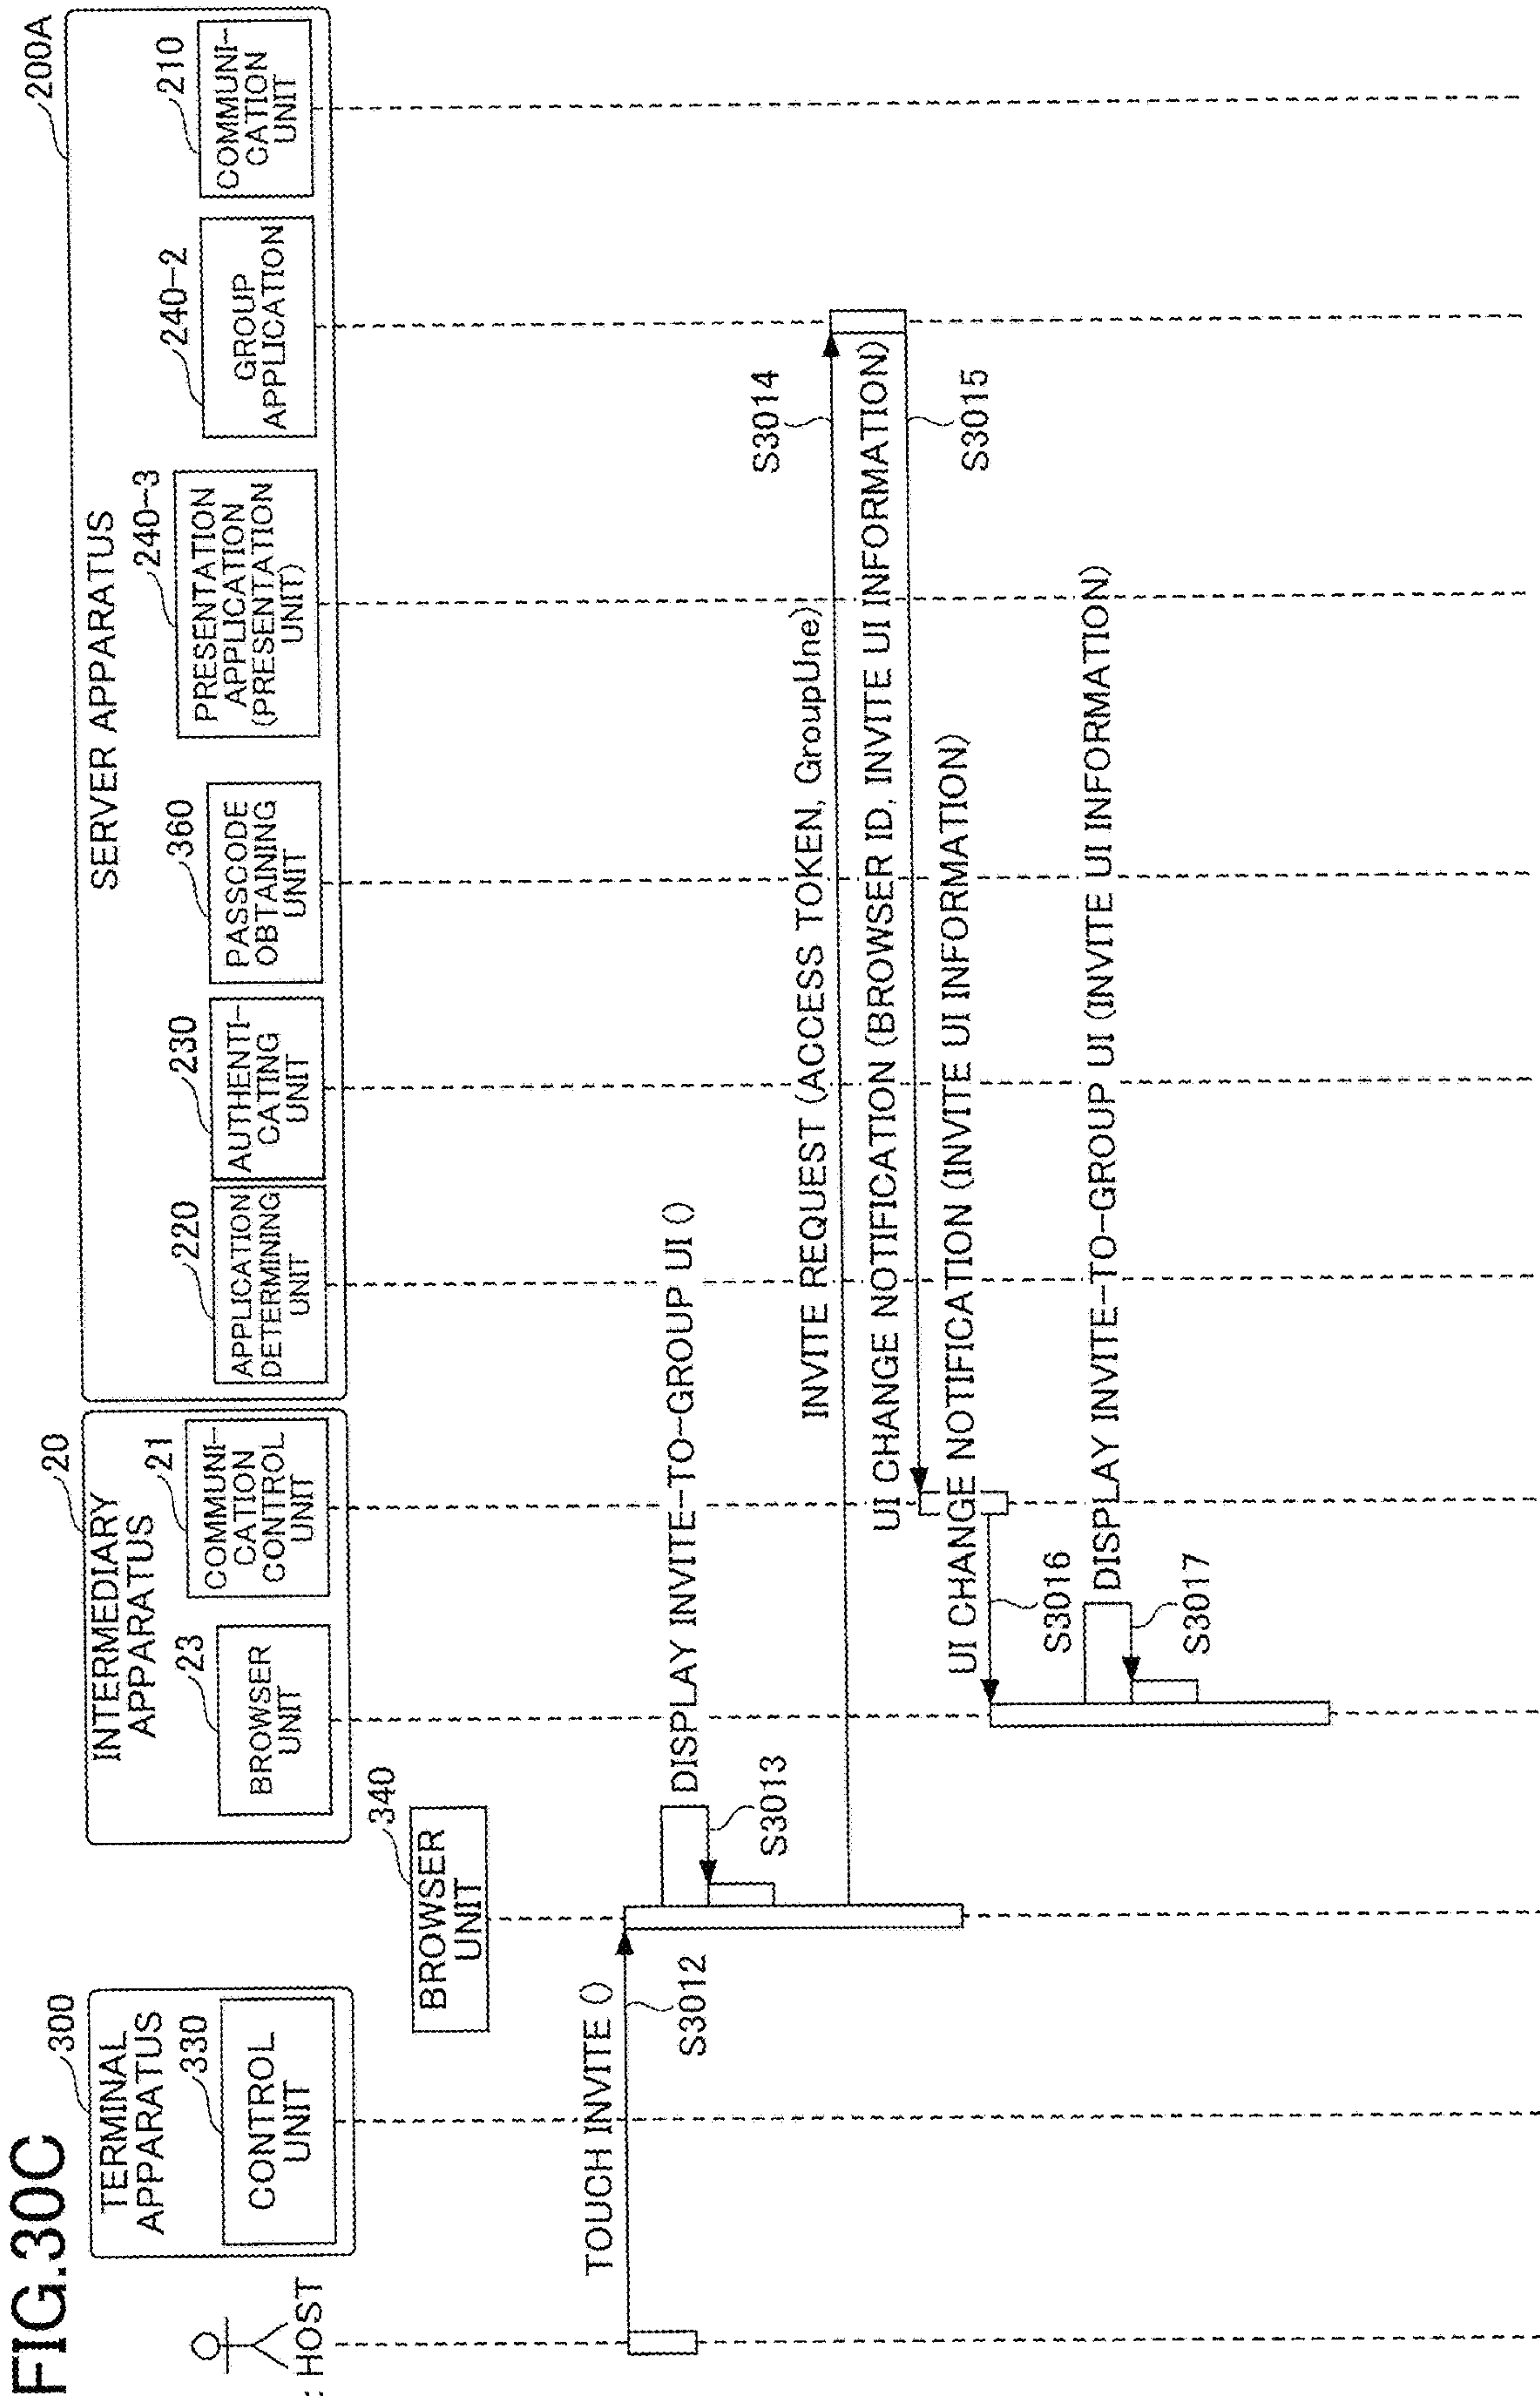 FIG.30C
: HOST
300
TERMINAL
APPARATUS
330
CONTROL
UNIT
340
BROWSER
UNIT
20
INTERMEDIARY
APPARATUS
23
BROWSER
UNIT
21
COMMUNI-
CATION
CONTROL
UNIT
200A
SERVER APPARATUS
220
APPLICATION
DETERMINING
UNIT
230
AUTHENTI-
CATING
UNIT
360
PASSCODE
OBTAINING
UNIT
240-3
PRESENTATION
APPLICATION
(PRESENTATION
UNIT)
240-2
GROUP
APPLICATION
210
COMMUNI-
CATION
UNIT
TOUCH INVITE ()
S3012
DISPLAY INVITE-TO-GROUP UI ()
S3013
INVITE REQUEST (ACCESS TOKEN, GroupUne)
S3014
UI CHANGE NOTIFICATION (BROWSER ID, INVITE UI INFORMATION)
S3015
UI CHANGE NOTIFICATION (INVITE UI INFORMATION)
S3016
DISPLAY INVITE-TO-GROUP UI (INVITE UI INFORMATION)
S3017